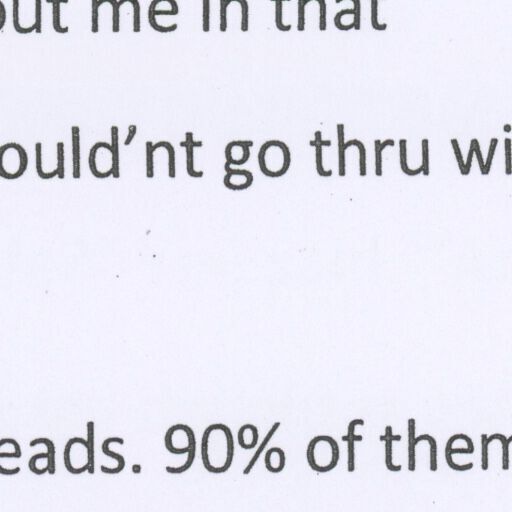 out me in that
ould’nt go thru wi
eads. 90% of them